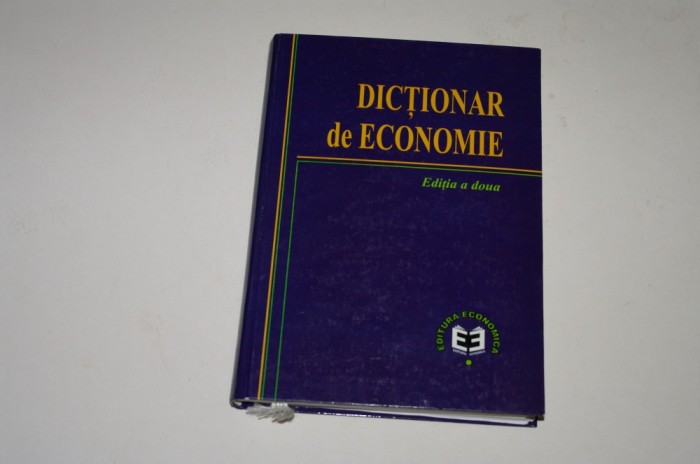 DICȚIONAR
de ECONOMIE
Ediția a doua
EDITURA ECONOMICĂ